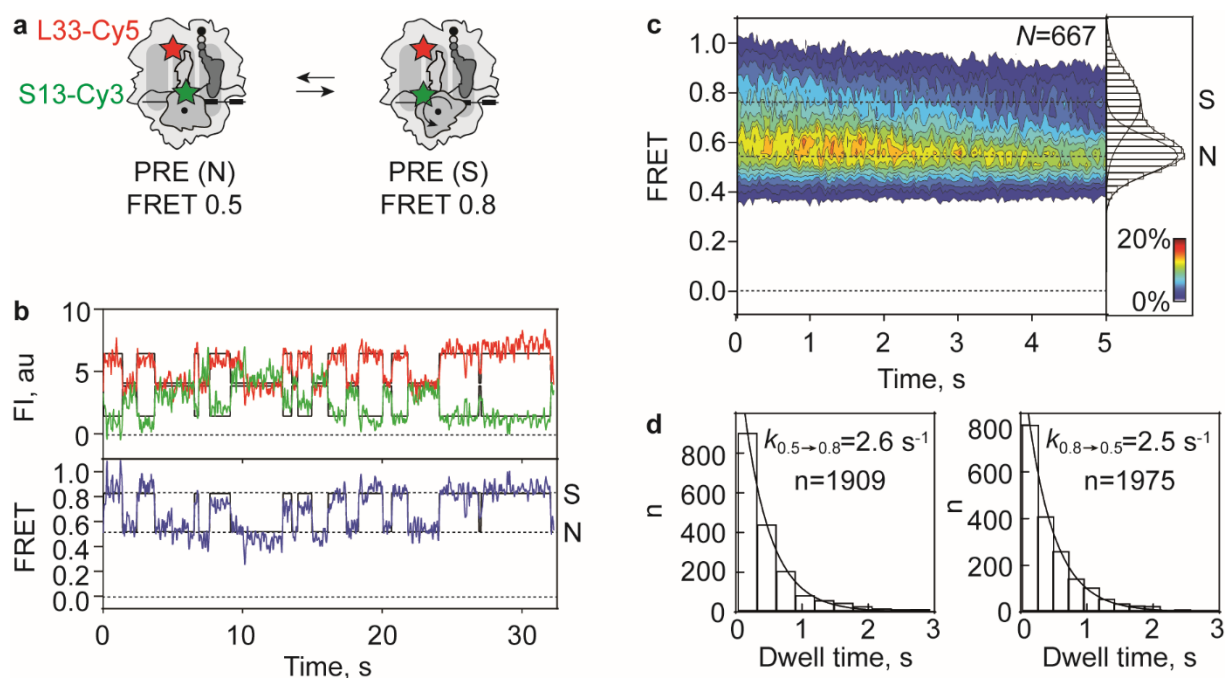 a
L33-Cy5
S13-Cy3
PRE (N)
FRET 0.5
PRE (S)
FRET 0.8
b
FI, au
10
5
0
FRET
1.0
0.8
0.6
0.4
0.2
0.0
S
N
0 10 20 30
Time, s
c
N=667
FRET
1.0
0.8
0.6
0.4
0.2
0.0
S
N
20%
0%
0 1 2 3 4 5
Time, s
d
n
800
600
400
200
0
k0.5→0.8=2.6 s-1
n=1909
0 1 2 3
Dwell time, s
n
800
600
400
200
0
k0.8→0.5=2.5 s-1
n=1975
0 1 2 3
Dwell time, s